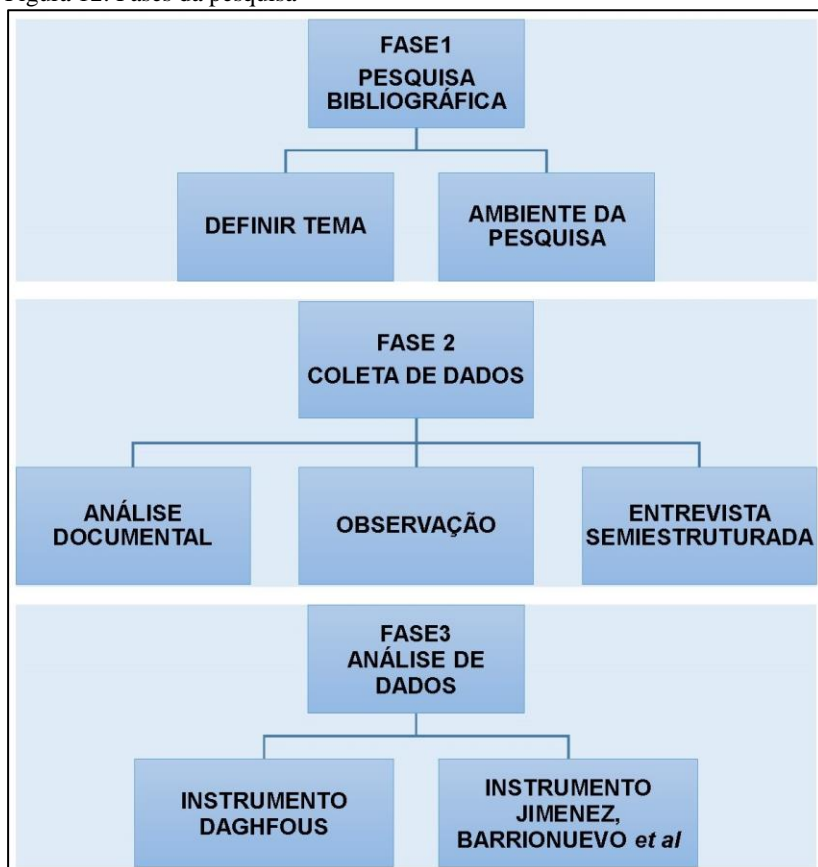 Figura 12: Fases da pesquisa
FASE1
PESQUISA
BIBLIOGRÁFICA
DEFINIR TEMA
AMBIENTE DA
PESQUISA
FASE 2
COLETA DE DADOS
ANÁLISE
DOCUMENTAL
OBSERVAÇÃO
ENTREVISTA
SEMIESTRUTURADA
FASE3
ANÁLISE DE
DADOS
INSTRUMENTO
DAGHFOUS
INSTRUMENTO
JIMENEZ,
BARRIONUEVO et al